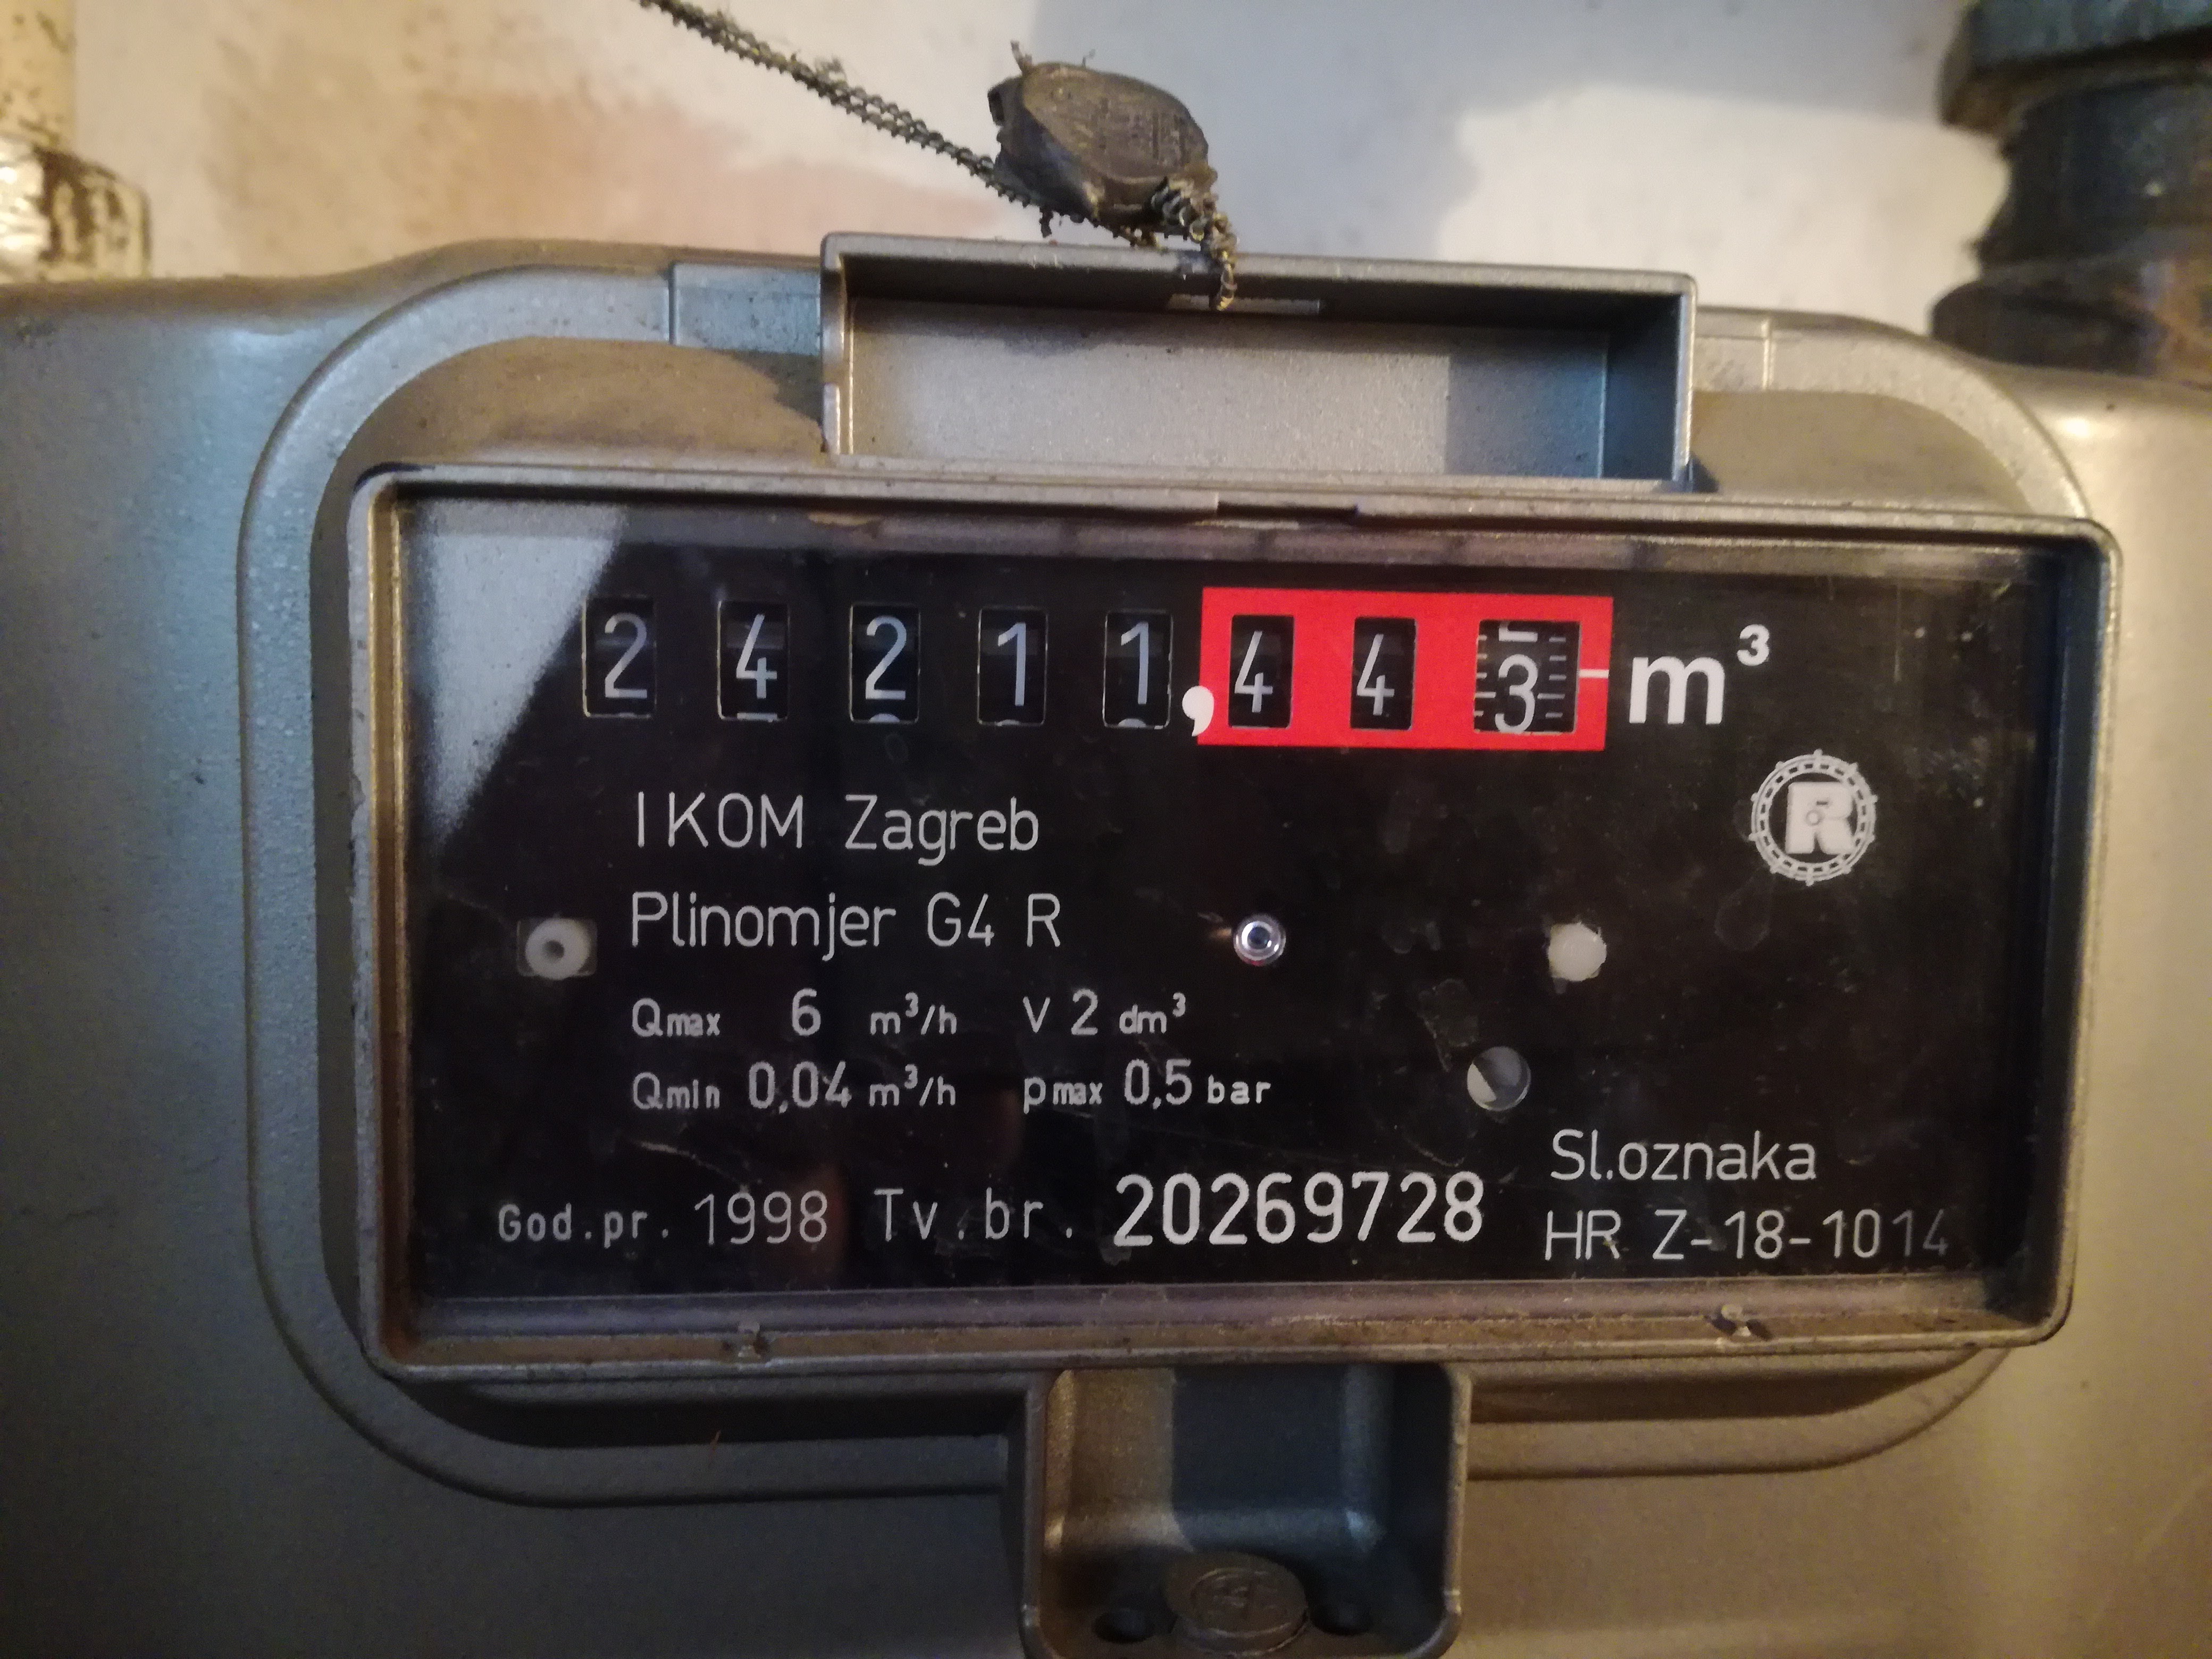 24211,443 m³
R
IKOM Zagreb
Plinomjer G4 R
Qmax 6 m³/h V 2 dm³
Qmin 0,04 m³/h pmax 0,5 bar
Sl.oznaka
God.pr. 1998 Tv.br. 20269728 HR Z-18-1014